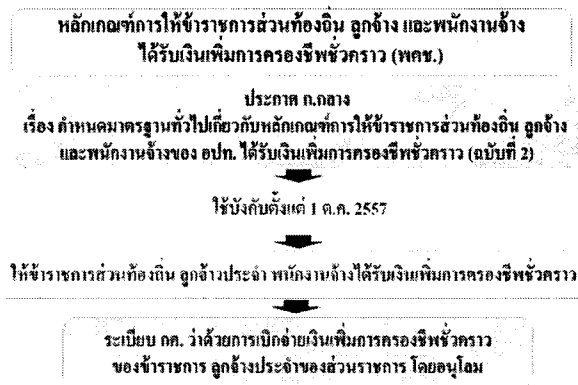 หลักเกณฑ์การให้ข้าราชการส่วนท้องถิ่น ลูกจ้าง และพนักงานจ้าง
ได้รับเงินเพิ่มการครองชีพชั่วคราว (พคช.)
ประกาศ ก.กลาง
เรื่อง กำหนดมาตรฐานทั่วไปเกี่ยวกับหลักเกณฑ์การให้ข้าราชการส่วนท้องถิ่น ลูกจ้าง
และพนักงานจ้างของ อปท. ได้รับเงินเพิ่มการครองชีพชั่วคราว (ฉบับที่ 2)
ใช้บังคับตั้งแต่ 1 ต.ค. 2557
ให้ข้าราชการส่วนท้องถิ่น ลูกจ้างประจำ พนักงานจ้างได้รับเงินเพิ่มการครองชีพชั่วคราว
ระเบียบ กค. ว่าด้วยการเบิกจ่ายเงินเพิ่มการครองชีพชั่วคราว
ของข้าราชการ ลูกจ้างประจำของส่วนราชการ โดยอนุโลม